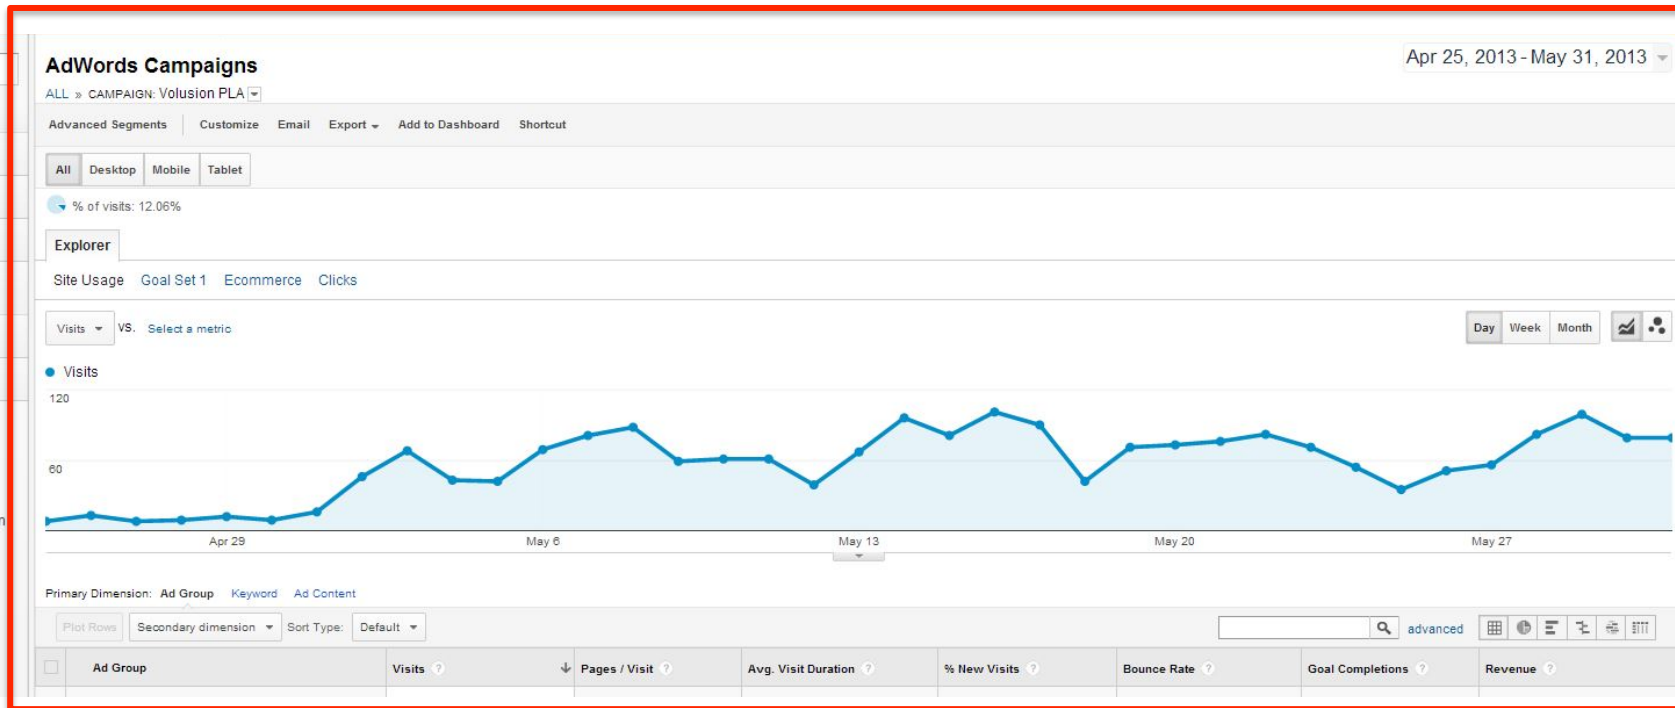 AdWords Campaigns
Apr 25, 2013 - May 31, 2013
ALL » CAMPAIGN: Volusion PLA
Advanced Segments Customize Email Export Add to Dashboard Shortcut
All Desktop Mobile Tablet
% of visits: 12.06%
Explorer
Site Usage Goal Set 1 Ecommerce Clicks
Visits VS. Select a metric Day Week Month
Visits
120
60
n
Apr 29 May 6 May 13 May 20 May 27
Primary Dimension: Ad Group Keyword Ad Content
Plot Rows Secondary dimension Sort Type: Default advanced
Ad Group Visits ? Pages / Visit ? Avg. Visit Duration ? % New Visits ? Bounce Rate ? Goal Completions ? Revenue ?